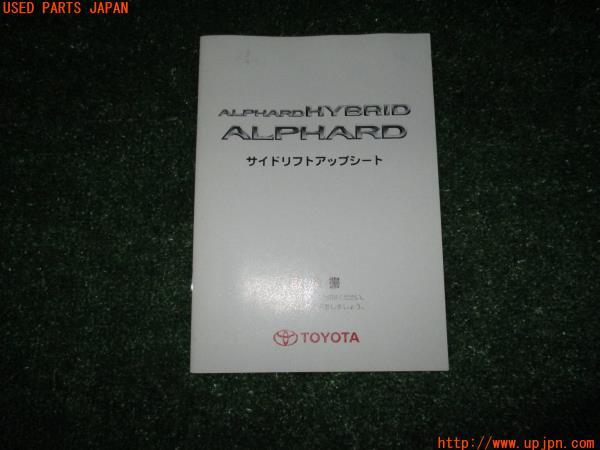 USED PARTS JAPAN
ALPHARD HYBRID
ALPHARD
サイドリフトアップシート
TOYOTA
http://www.upjpn.com